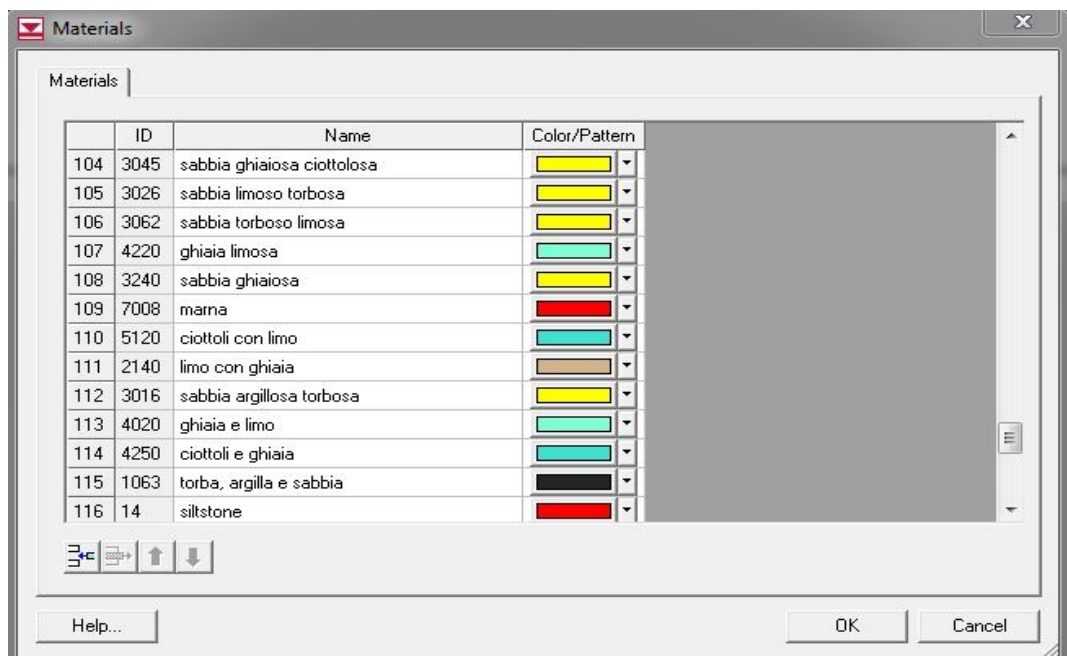 Materials
Materials
ID Name Color/Pattern
104 3045 sabbia ghiaiosa ciottolosa
105 3026 sabbia limoso torbosa
106 3062 sabbia torboso limosa
107 4220 ghiaia limosa
108 3240 sabbia ghiaiosa
109 7008 marna
110 5120 ciottoli con limo
111 2140 limo con ghiaia
112 3016 sabbia argillosa torbosa
113 4020 ghiaia e limo
114 4250 ciottoli e ghiaia
115 1063 torba, argilla e sabbia
116 14 siltstone
Help... OK Cancel